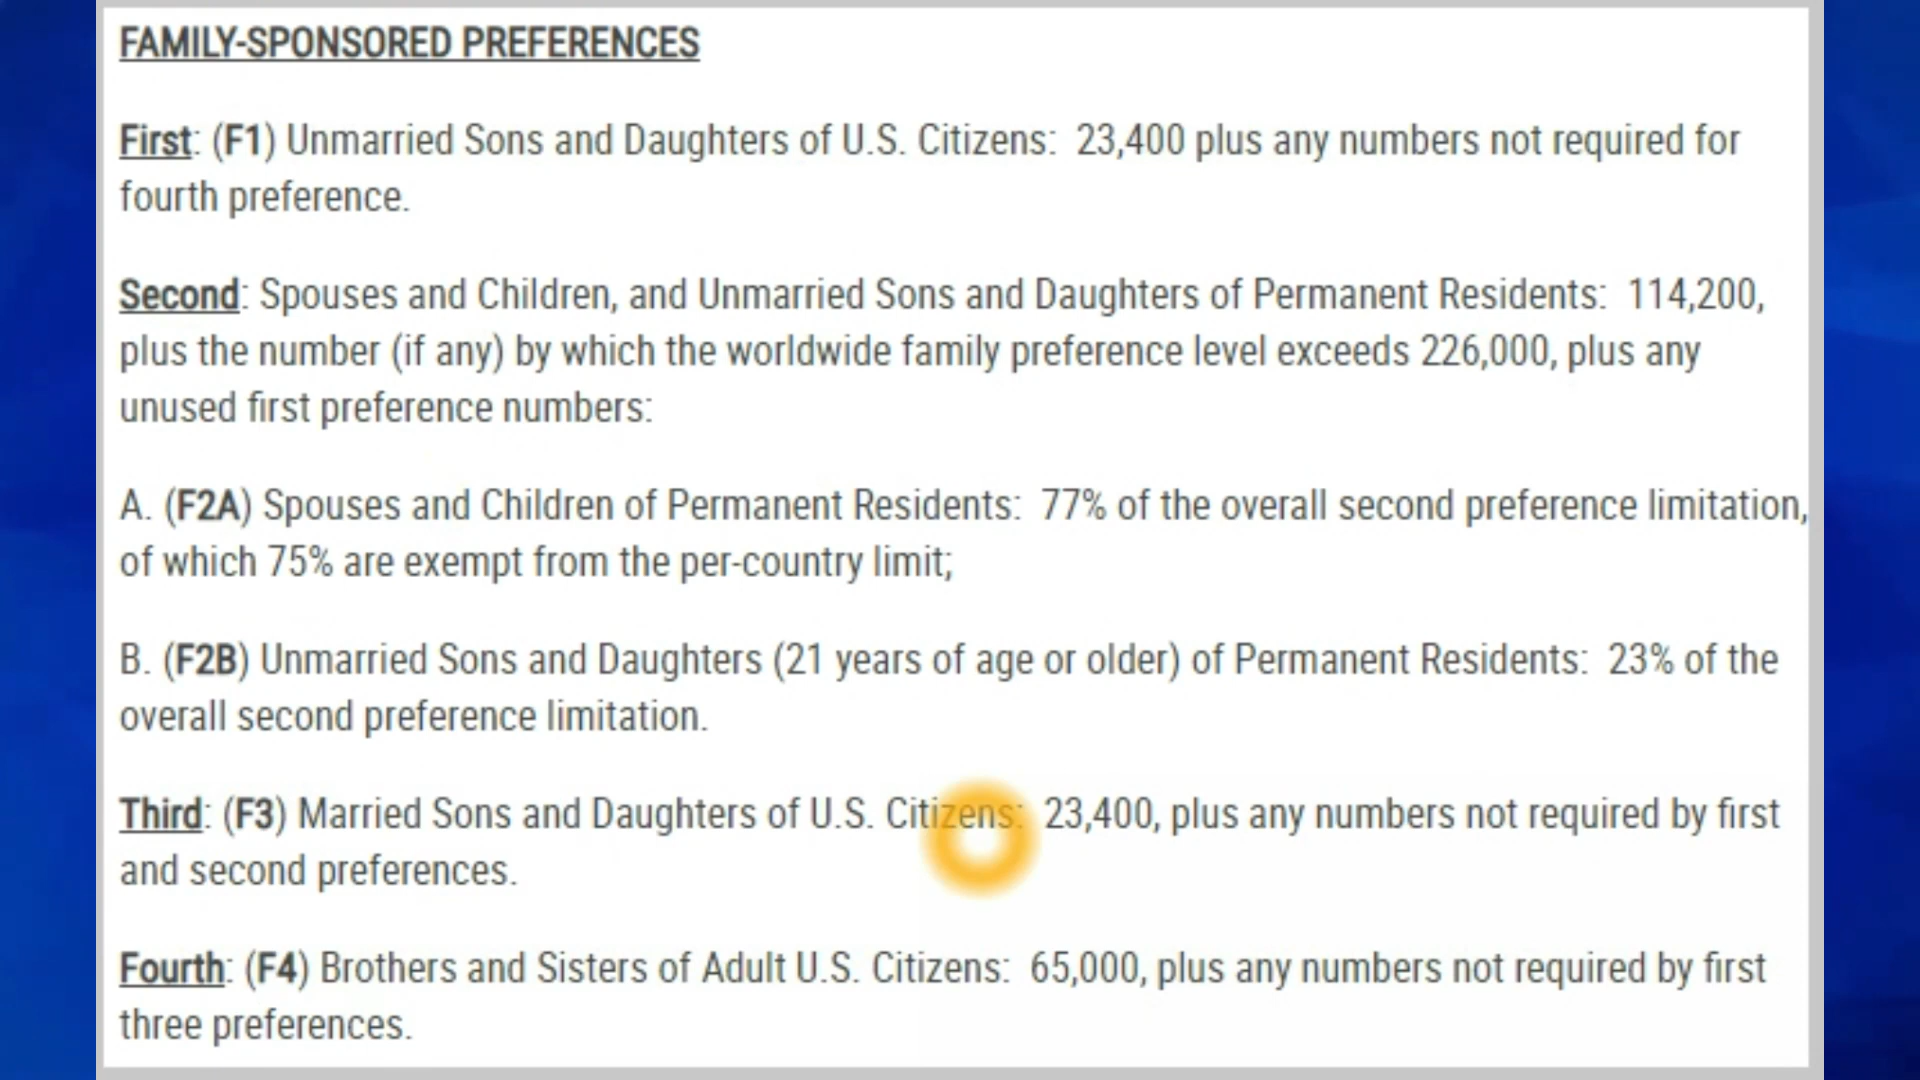 FAMILY-SPONSORED PREFERENCES
First: (F1) Unmarried Sons and Daughters of U.S. Citizens: 23,400 plus any numbers not required for
fourth preference.
Second: Spouses and Children, and Unmarried Sons and Daughters of Permanent Residents: 114,200,
plus the number (if any) by which the worldwide family preference level exceeds 226,000, plus any
unused first preference numbers:
A. (F2A) Spouses and Children of Permanent Residents: 77% of the overall second preference limitation,
of which 75% are exempt from the per-country limit;
B. (F2B) Unmarried Sons and Daughters (21 years of age or older) of Permanent Residents: 23% of the
overall second preference limitation.
Third: (F3) Married Sons and Daughters of U.S. Citizens: 23,400, plus any numbers not required by first
and second preferences.
Fourth: (F4) Brothers and Sisters of Adult U.S. Citizens: 65,000, plus any numbers not required by first
three preferences.